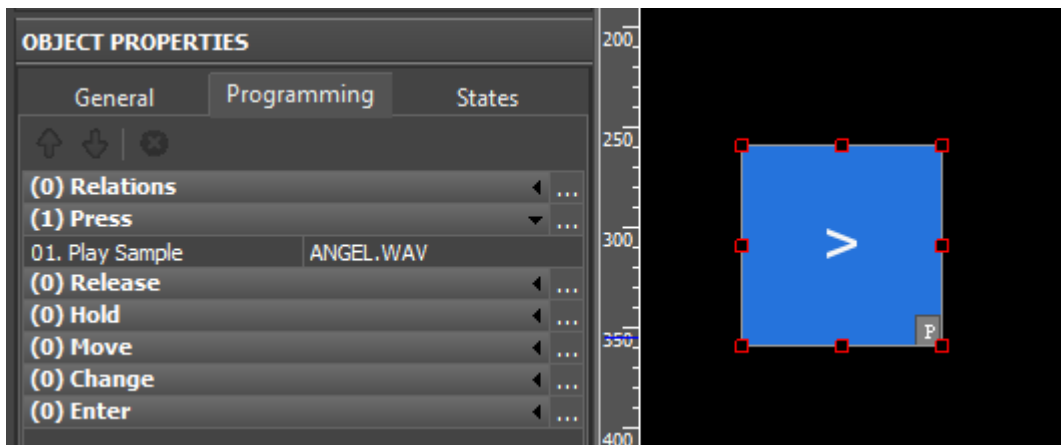 OBJECT PROPERTIES
General Programming States
(0) Relations ...
(1) Press ...
01. Play Sample ANGEL.WAV
(0) Release ...
(0) Hold ...
(0) Move ...
(0) Change ...
(0) Enter ...
200
250
300
350
400
>
P